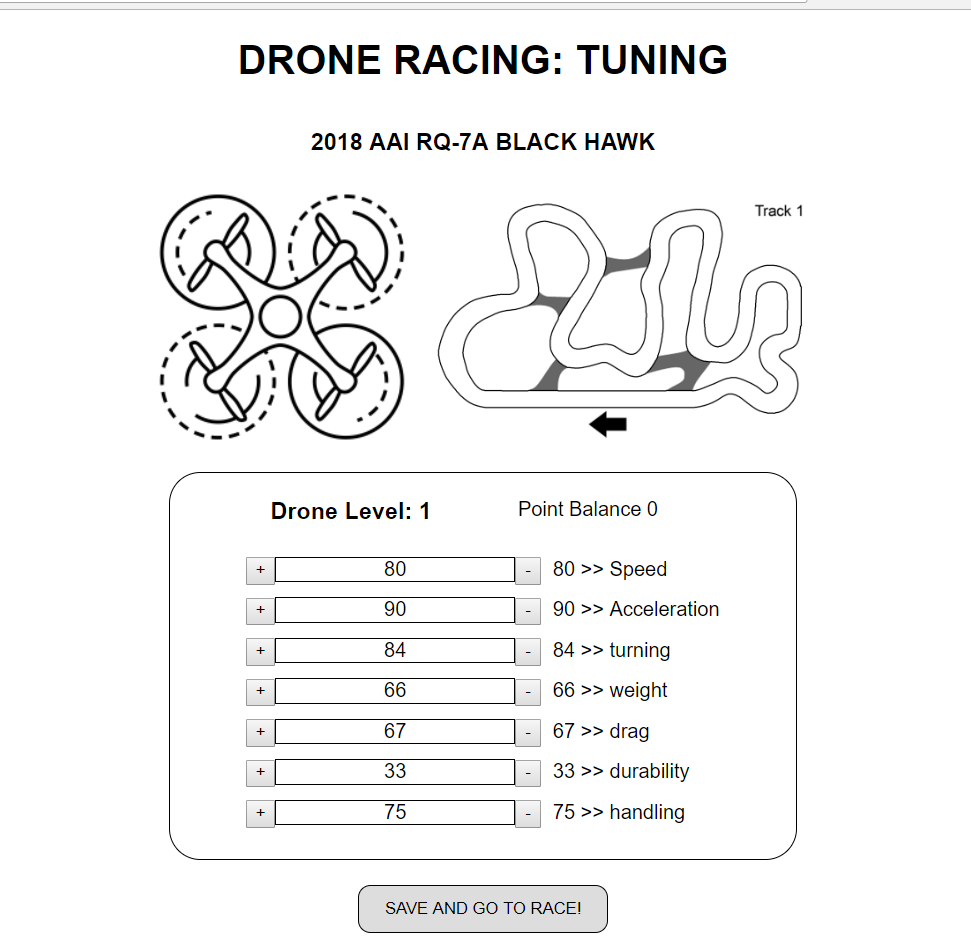 DRONE RACING: TUNING
2018 AAI RQ-7A BLACK HAWK
Track 1
Drone Level: 1 Point Balance 0
+ 80 - 80 >> Speed
+ 90 - 90 >> Acceleration
+ 84 - 84 >> turning
+ 66 - 66 >> weight
+ 67 - 67 >> drag
+ 33 - 33 >> durability
+ 75 - 75 >> handling
SAVE AND GO TO RACE!